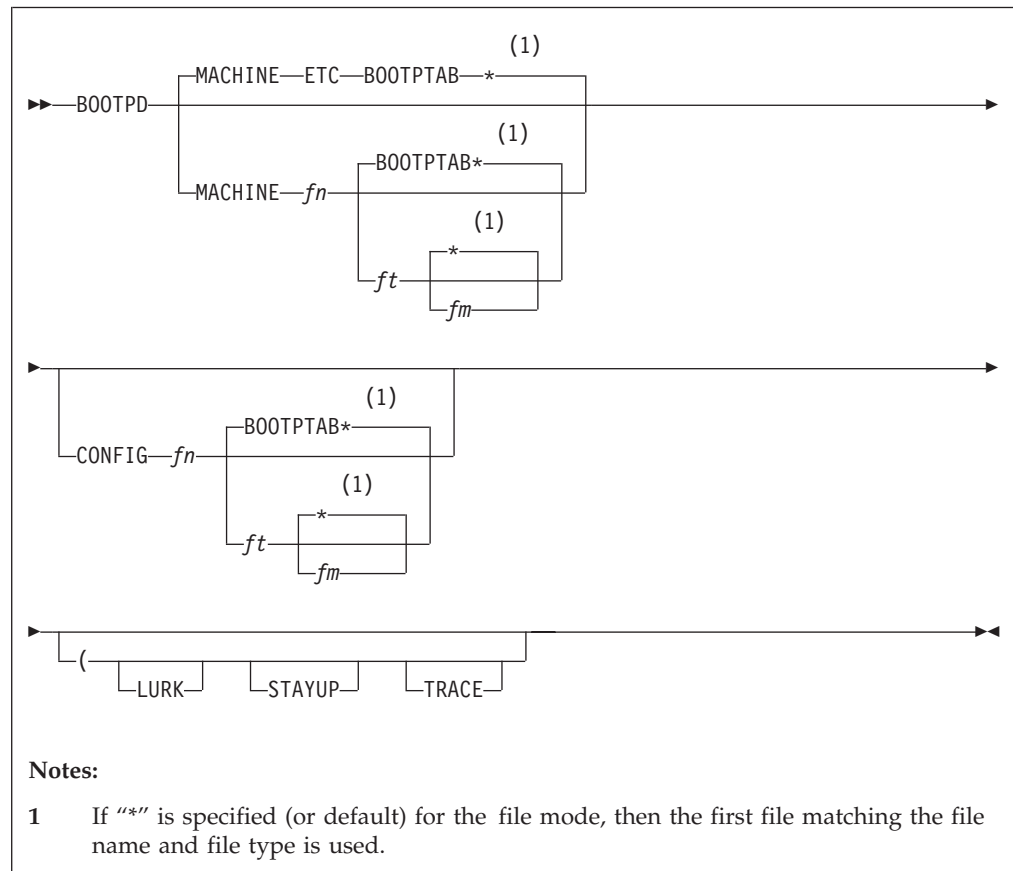 (1)
MACHINE ETC BOOTPTAB *
BOOTPD
(1)
BOOTPTAB*
MACHINE fn
(1)
*
ft
fm
(1)
BOOTPTAB*
CONFIG fn
(1)
*
ft
fm
(
LURK STAYUP TRACE
Notes:
1 If “*” is specified (or default) for the file mode, then the first file matching the file
name and file type is used.